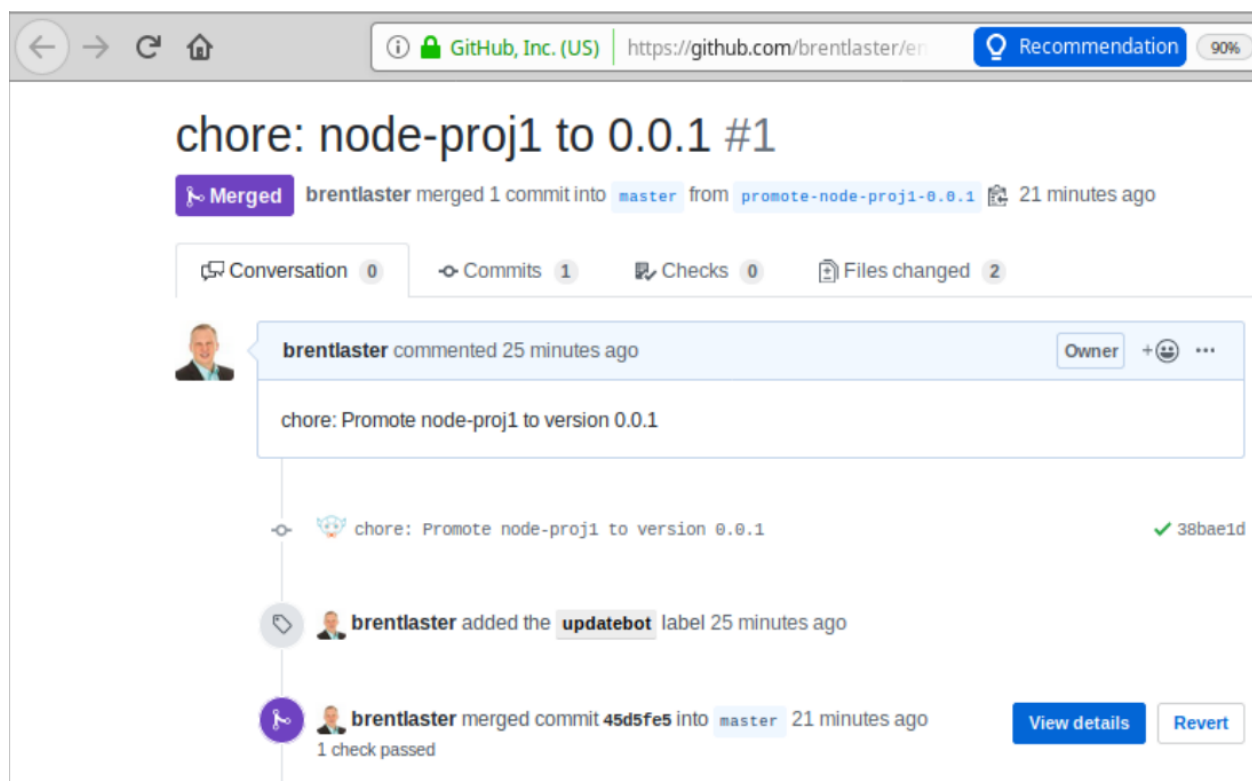 GitHub, Inc. (US) https://github.com/brentlaster/en Recommendation 90%
chore: node-proj1 to 0.0.1 #1
Merged brentlaster merged 1 commit into master from promote-node-proj1-0.0.1 21 minutes ago
Conversation 0 Commits 1 Checks 0 Files changed 2
brentlaster commented 25 minutes ago Owner
chore: Promote node-proj1 to version 0.0.1
chore: Promote node-proj1 to version 0.0.1 38bae1d
brentlaster added the updatebot label 25 minutes ago
brentlaster merged commit 45d5fe5 into master 21 minutes ago View details Revert
1 check passed